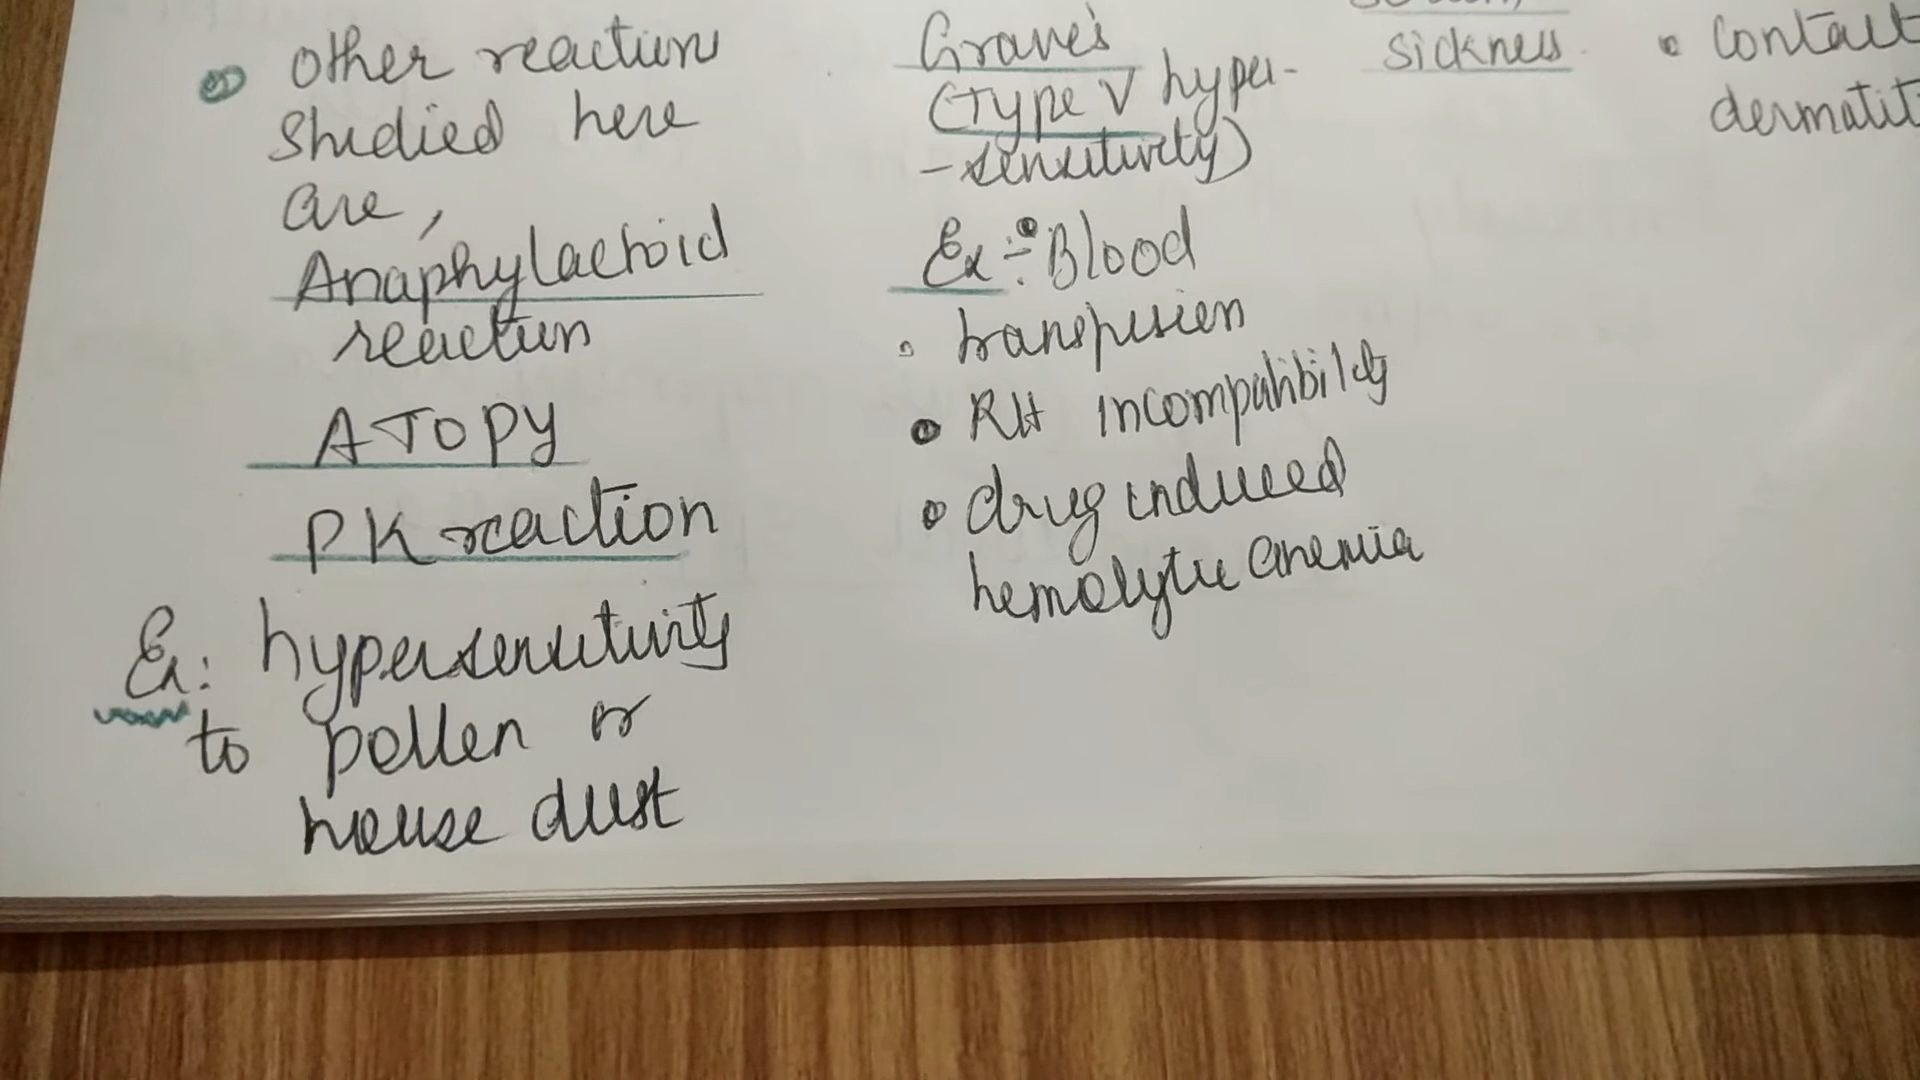 other reaction
studied here
are,
Anaphylactoid
reaction
ATOPY
PK reaction
Ex: hypersensitivity
to pollen or
house dust
Grave's
(Type V hyper-
-sensitivity)
Ex :- Blood
transfusion
RH incompatibility
drug induced
hemolytic anemia
sickness
contact
dermatit